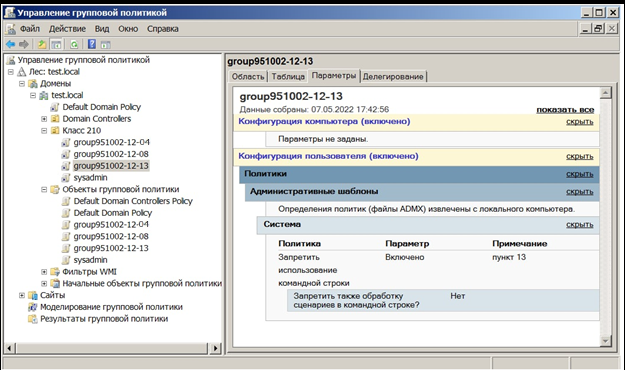 Управление групповой политикой
Файл Действие Вид Окно Справка
Управление групповой политикой
Лес: test.local
Домены
test.local
Default Domain Policy
Domain Controllers
Класс 210
group951002-12-04
group951002-12-08
group951002-12-13
sysadmin
Объекты групповой политики
Default Domain Controllers Policy
Default Domain Policy
group951002-12-04
group951002-12-08
group951002-12-13
sysadmin
Фильтры WMI
Начальные объекты групповой политики
Сайты
Моделирование групповой политики
Результаты групповой политики
group951002-12-13
Область Таблица Параметры Делегирование
group951002-12-13
Данные собраны: 07.05.2022 17:42:56 показать все
Конфигурация компьютера (включено) скрыть
Параметры не заданы.
Конфигурация пользователя (включено) скрыть
Политики скрыть
Административные шаблоны скрыть
Определения политик (файлы ADMX) извлечены с локального компьютера.
Система скрыть
Политика Параметр Примечание
Запретить Включено пункт 13
использование
командной строки
Запретить также обработку Нет
сценариев в командной строке?